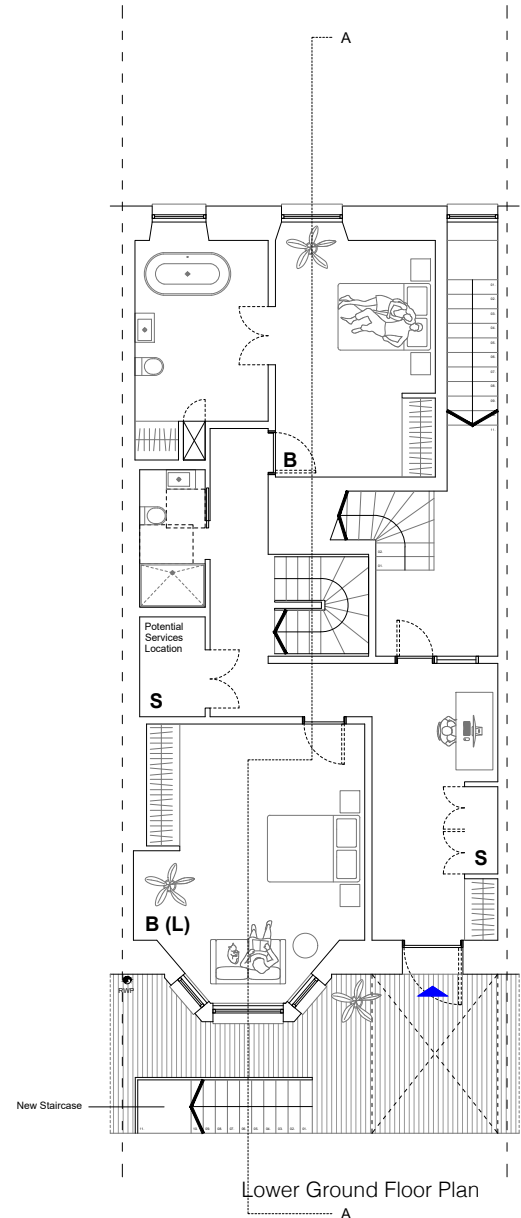 A
B
Potential
Services
Location
S
S
B (L)
RWP
New Staircase
Lower Ground Floor Plan
A